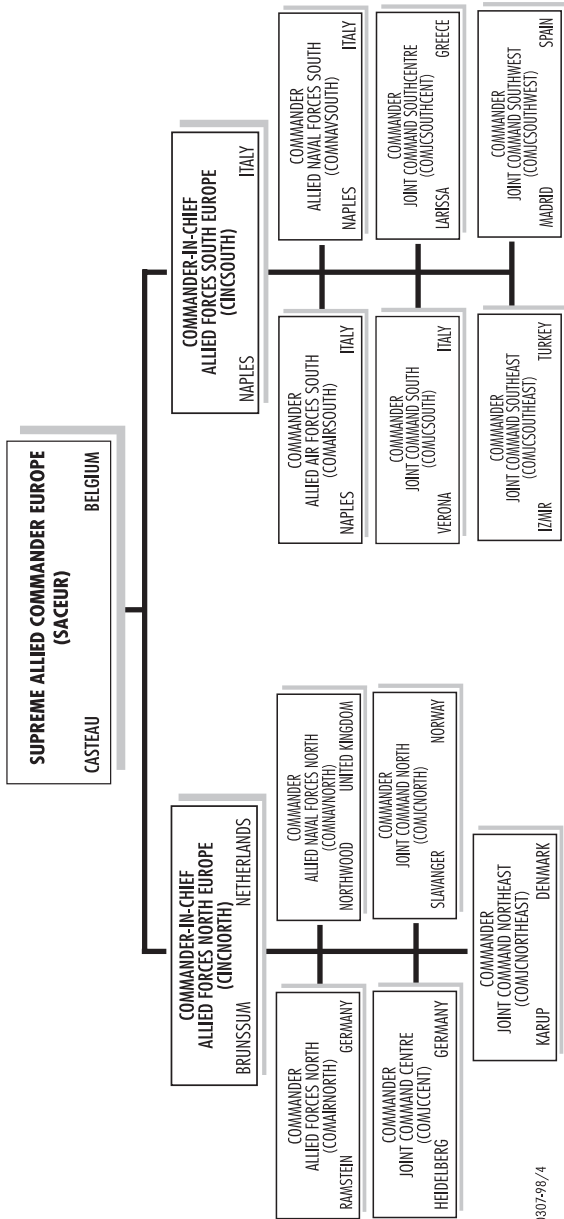 SUPREME ALLIED COMMANDER EUROPE
(SACEUR)
CASTEAU BELGIUM
COMMANDER-IN-CHIEF
ALLIED FORCES NORTH EUROPE
(CINCNORTH)
BRUNSSUM NETHERLANDS
COMMANDER-IN-CHIEF
ALLIED FORCES SOUTH EUROPE
(CINCSOUTH)
NAPLES ITALY
COMMANDER
ALLIED FORCES NORTH
(COMAIRNORTH)
RAMSTEIN GERMANY
COMMANDER
ALLIED NAVAL FORCES NORTH
(COMNAVNORTH)
NORTHWOOD UNITED KINGDOM
COMMANDER
JOINT COMMAND CENTRE
(COMJCCENT)
HEIDELBERG GERMANY
COMMANDER
JOINT COMMAND NORTH
(COMJCNORTH)
SLAVANGER NORWAY
COMMANDER
JOINT COMMAND NORTHEAST
(COMJCNORTHEAST)
KARUP DENMARK
COMMANDER
ALLIED AIR FORCES SOUTH
(COMAIRSOUTH)
NAPLES ITALY
COMMANDER
ALLIED NAVAL FORCES SOUTH
(COMNAVSOUTH)
NAPLES ITALY
COMMANDER
JOINT COMMAND SOUTH
(COMJCSOUTH)
VERONA ITALY
COMMANDER
JOINT COMMAND SOUTHCENTRE
(COMJCSOUTHCENT)
LARISSA GREECE
COMMANDER
JOINT COMMAND SOUTHEAST
(COMJCSOUTHEAST)
IZMIR TURKEY
COMMANDER
JOINT COMMAND SOUTHWEST
(COMJCSOUTHWEST)
MADRID SPAIN
0307-98/4